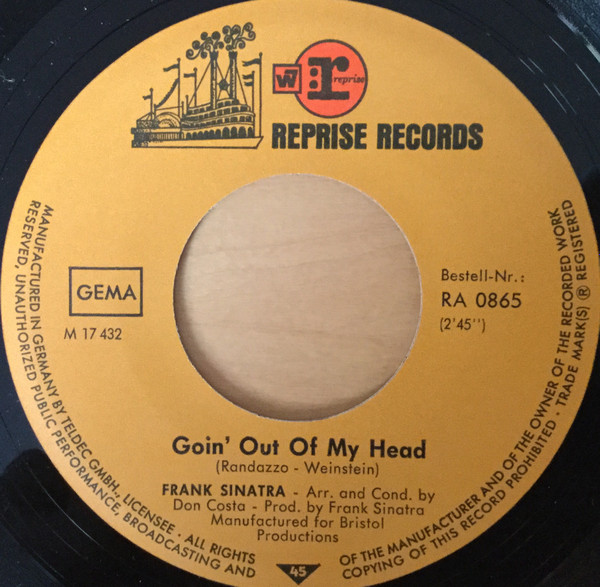 W7
r reprise
REPRISE RECORDS
GEMA
M 17 432
Bestell-Nr.:
RA 0865
(2'45'')
Goin' Out Of My Head
(Randazzo - Weinstein)
FRANK SINATRA - Arr. and Cond. by
Don Costa - Prod. by Frank Sinatra
Manufactured for Bristol
Productions
MANUFACTURED IN GERMANY BY TELDEC GMBH., LICENSEE · ALL RIGHTS
RESERVED, UNAUTHORIZED PUBLIC PERFORMANCE, BROADCASTING AND
45
COPYING OF THIS RECORD PROHIBITED · TRADE MARK(S) ® REGISTERED
OF THE MANUFACTURER AND OF THE OWNER OF THE RECORDED WORK